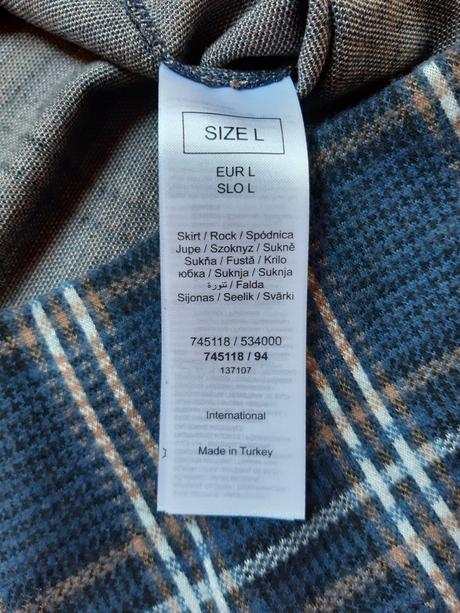 SIZE L
EUR L
SLO L
Skirt / Rock / Spódnica
Jupe / Szoknyz / Sukně
Sukňa / Fustă / Krilo
юбка / Suknja / Suknja
تنورة / Falda
Sijonas / Seelik / Svārki
745118 / 534000
745118 / 94
137107
International
Made in Turkey